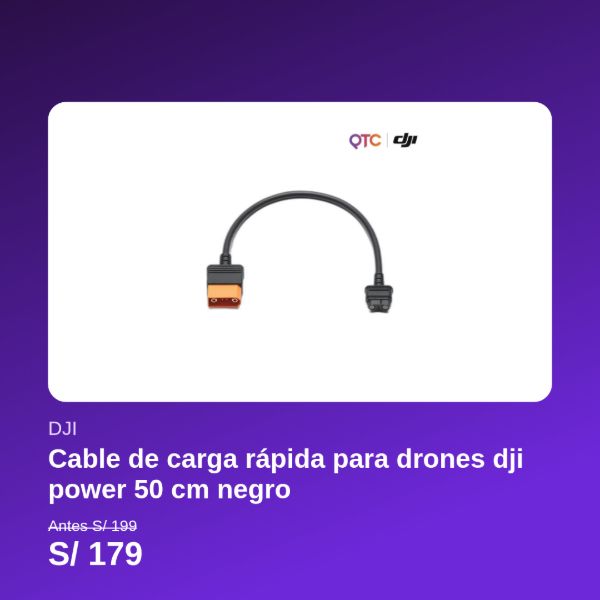 QTC | dji
DJI
Cable de carga rápida para drones dji
power 50 cm negro
Antes S/ 199
S/ 179